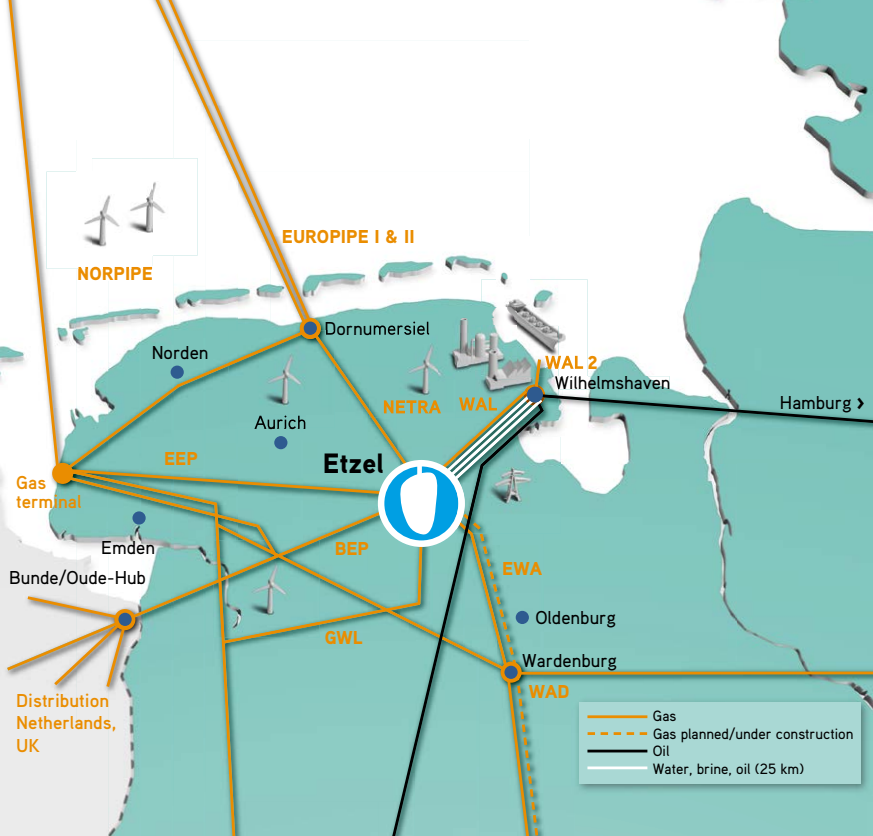 EUROPIPE I & II
NORPIPE
Dornumersiel
Norden
WAL 2
Wilhelmshaven
NETRA
WAL
Hamburg >
Aurich
EEP
Etzel
Gas
terminal
Emden
BEP
Bunde/Oude-Hub
EWA
Oldenburg
GWL
Wardenburg
WAD
Distribution
Netherlands,
UK
Gas
Gas planned/under construction
Oil
Water, brine, oil (25 km)